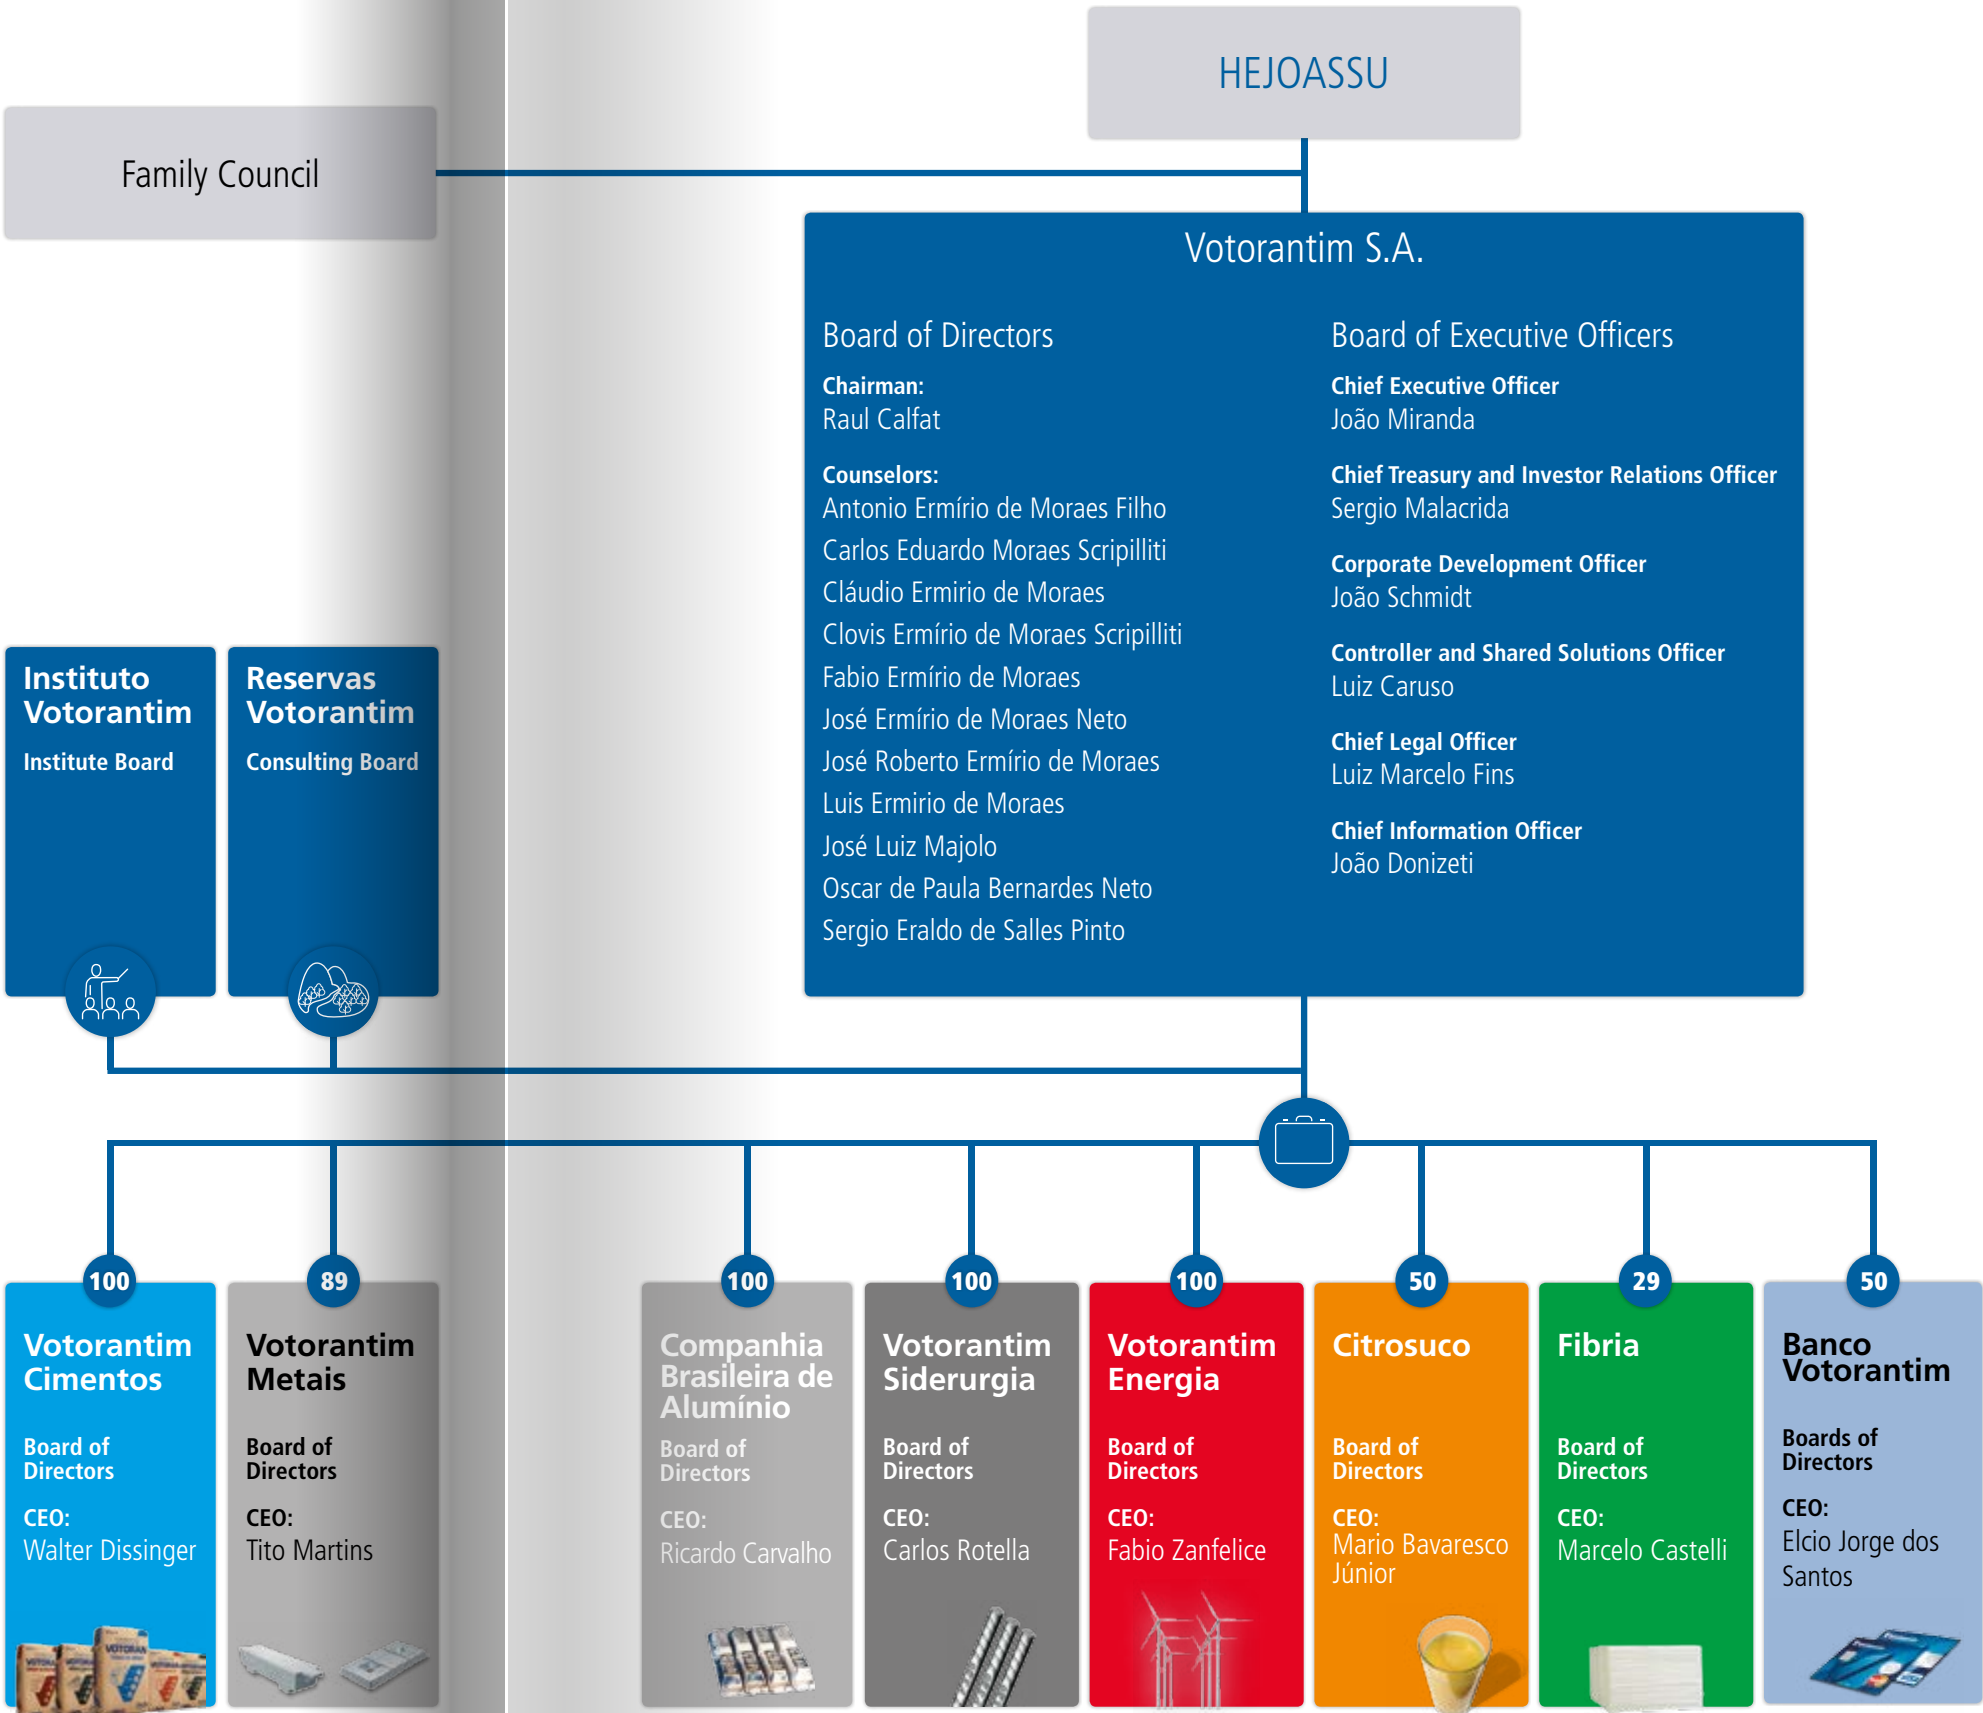 HEJOASSU
Family Council
Votorantim S.A.
Board of Directors
Chairman:
Raul Calfat
Counselors:
Antonio Ermírio de Moraes Filho
Carlos Eduardo Moraes Scripilliti
Cláudio Ermirio de Moraes
Clovis Ermírio de Moraes Scripilliti
Fabio Ermírio de Moraes
José Ermírio de Moraes Neto
José Roberto Ermírio de Moraes
Luis Ermirio de Moraes
José Luiz Majolo
Oscar de Paula Bernardes Neto
Sergio Eraldo de Salles Pinto
Board of Executive Officers
Chief Executive Officer
João Miranda
Chief Treasury and Investor Relations Officer
Sergio Malacrida
Corporate Development Officer
João Schmidt
Controller and Shared Solutions Officer
Luiz Caruso
Chief Legal Officer
Luiz Marcelo Fins
Chief Information Officer
João Donizeti
Instituto
Votorantim
Institute Board
Reservas
Votorantim
Consulting Board
100
Votorantim
Cimentos
Board of
Directors
CEO:
Walter Dissinger
89
Votorantim
Metais
Board of
Directors
CEO:
Tito Martins
100
Companhia
Brasileira de
Alumínio
Board of
Directors
CEO:
Ricardo Carvalho
100
Votorantim
Siderurgia
Board of
Directors
CEO:
Carlos Rotella
100
Votorantim
Energia
Board of
Directors
CEO:
Fabio Zanfelice
50
Citrosuco
Board of
Directors
CEO:
Mario Bavaresco
Júnior
29
Fibria
Board of
Directors
CEO:
Marcelo Castelli
50
Banco
Votorantim
Boards of
Directors
CEO:
Elcio Jorge dos
Santos
VOTORAN